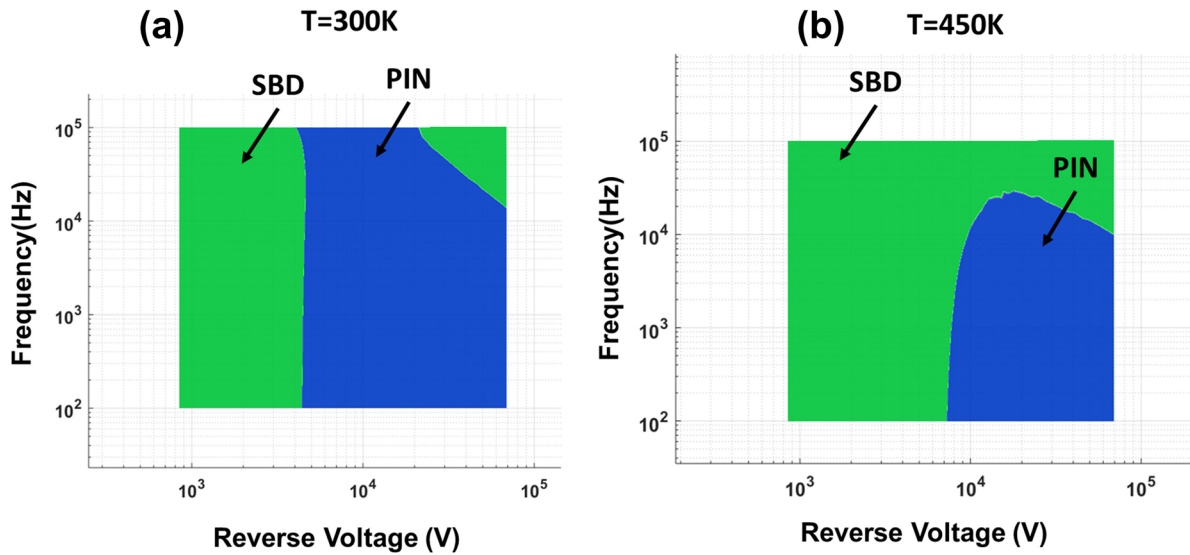 (a) T=300K
SBD
PIN
10^5
10^4
10^3
10^2
Frequency(Hz)
10^3 10^4 10^5
Reverse Voltage (V)
(b) T=450K
SBD
PIN
10^5
10^4
10^3
10^2
Frequency(Hz)
10^3 10^4 10^5
Reverse Voltage (V)